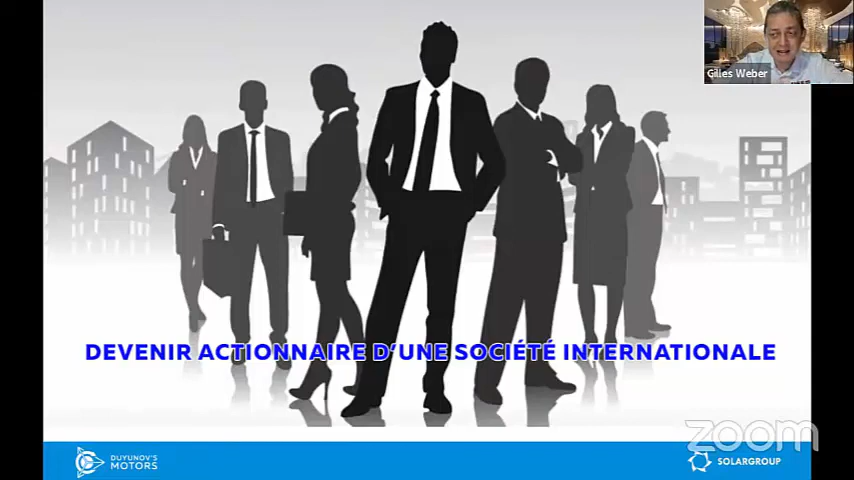 Gilles Weber
DEVENIR ACTIONNAIRE D'UNE SOCIÉTÉ INTERNATIONALE
zoom
DUYUNOV'S
MOTORS
SOLARGROUP